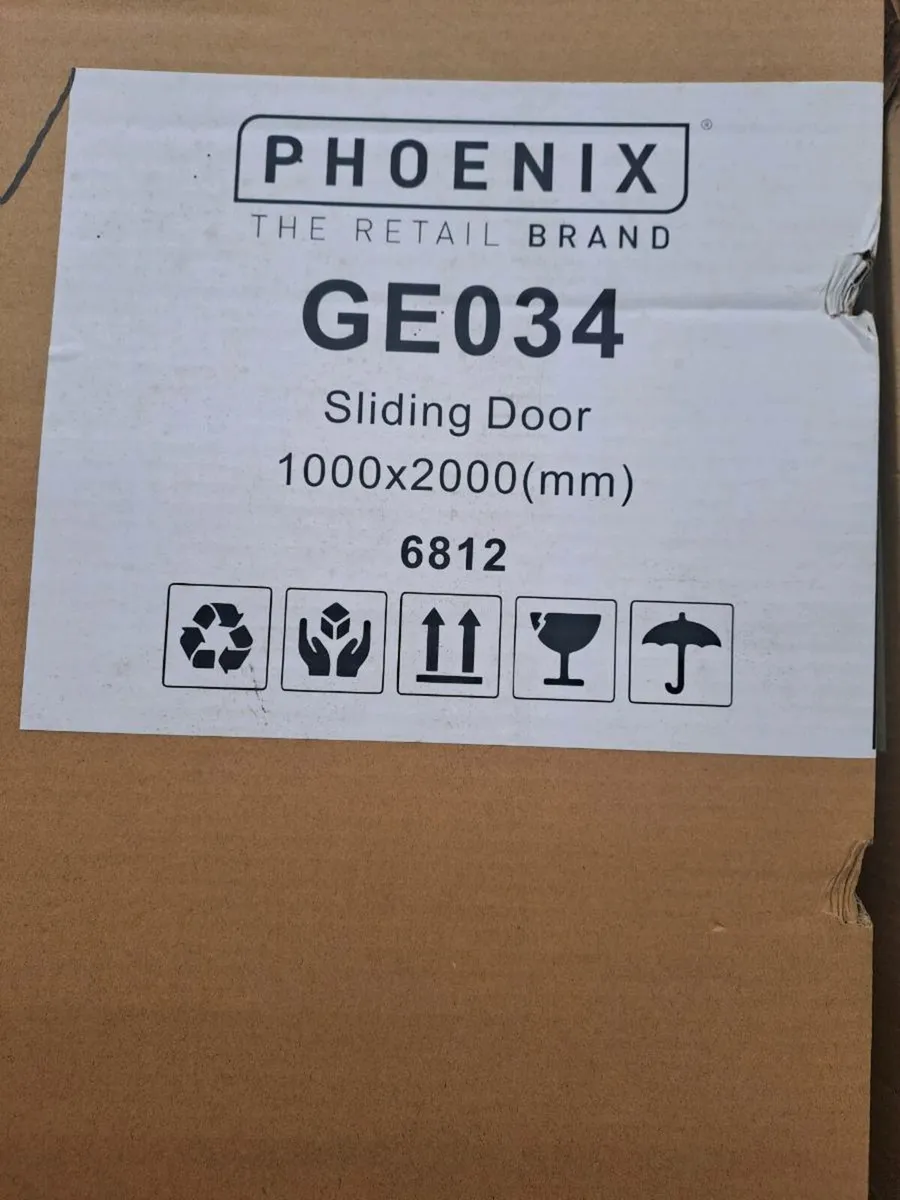 PHOENIX®
THE RETAIL BRAND
GE034
Sliding Door
1000x2000(mm)
6812